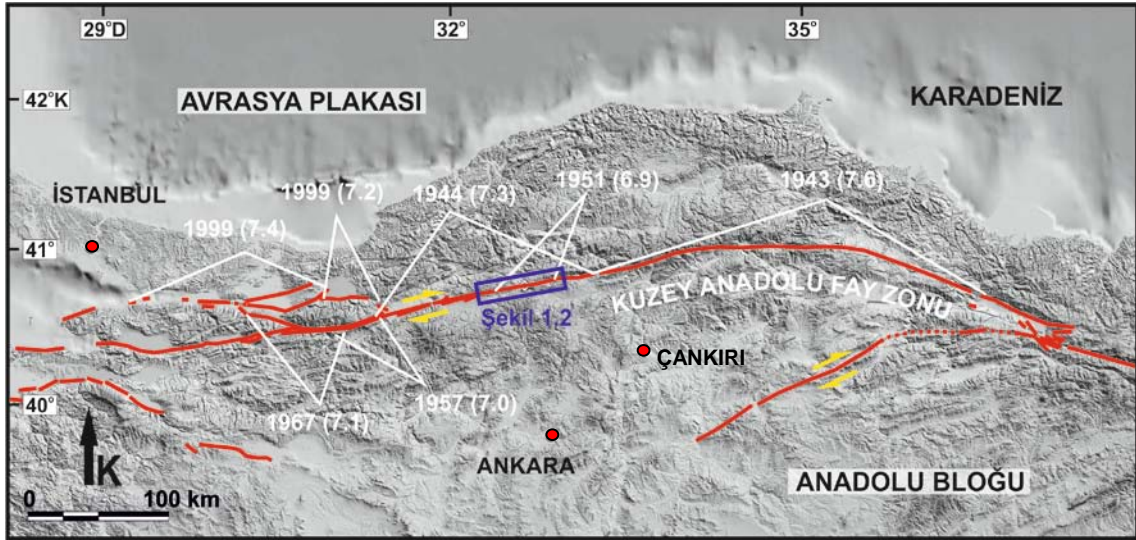 29°D
32°
35°
42°K
AVRASYA PLAKASI
KARADENİZ
İSTANBUL
1999 (7.2)
1944 (7.3)
1951 (6.9)
1943 (7.6)
1999 (7.4)
41°
KUZEY ANADOLU FAY ZONU
Şekil 1.2
ÇANKIRI
40°
1967 (7.1)
1957 (7.0)
K
ANKARA
ANADOLU BLOĞU
0 100 km